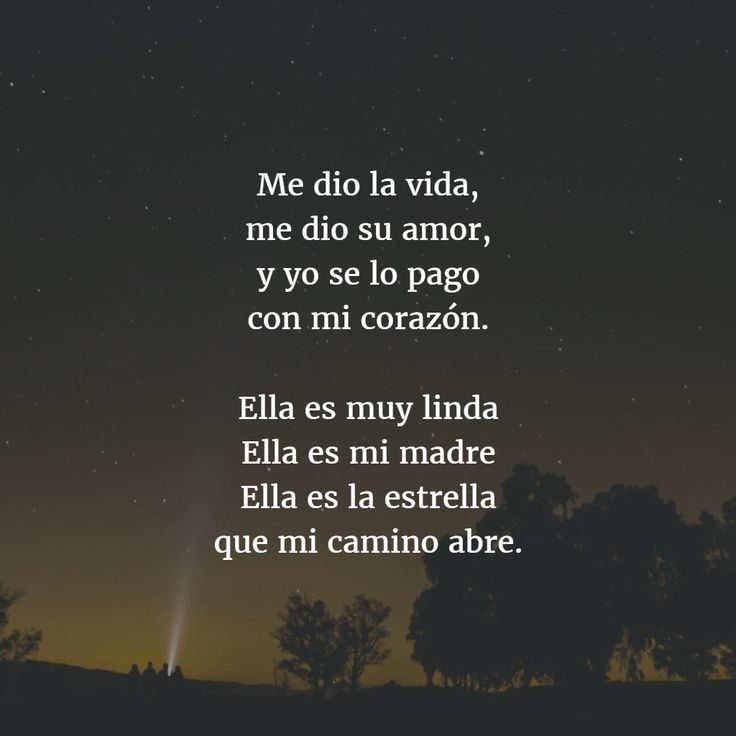 Me dio la vida,
me dio su amor,
y yo se lo pago
con mi corazón.
Ella es muy linda
Ella es mi madre
Ella es la estrella
que mi camino abre.